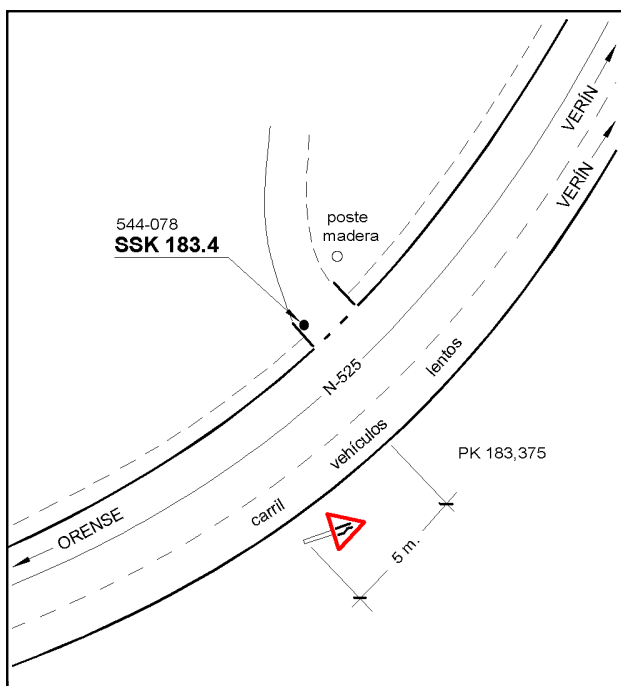 VERÍN
VERÍN
poste
madera
544-078
SSK 183.4
N-525
lentos
vehículos
carril
PK 183,375
ORENSE
5 m.